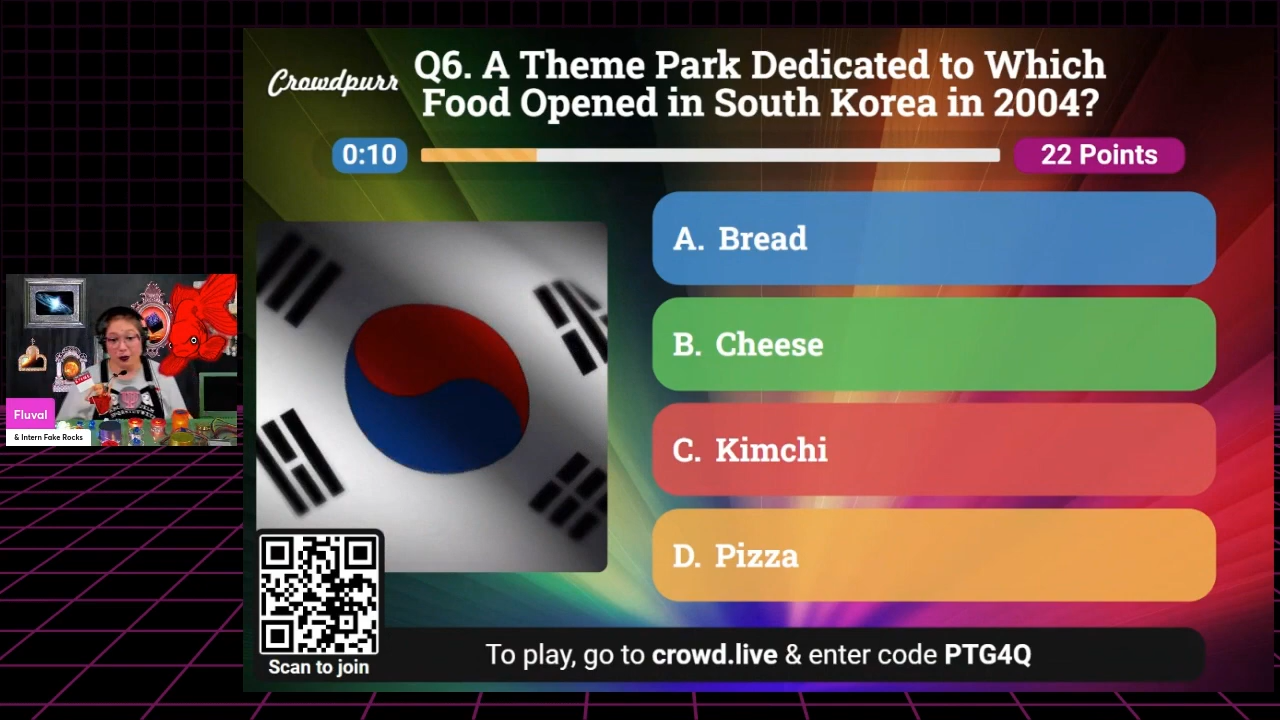 Crowdpurr
Q6. A Theme Park Dedicated to Which
Food Opened in South Korea in 2004?
0:10
22 Points
A. Bread
B. Cheese
C. Kimchi
D. Pizza
Fluval
& Intern Fake Rocks
Scan to join
To play, go to crowd.live & enter code PTG4Q